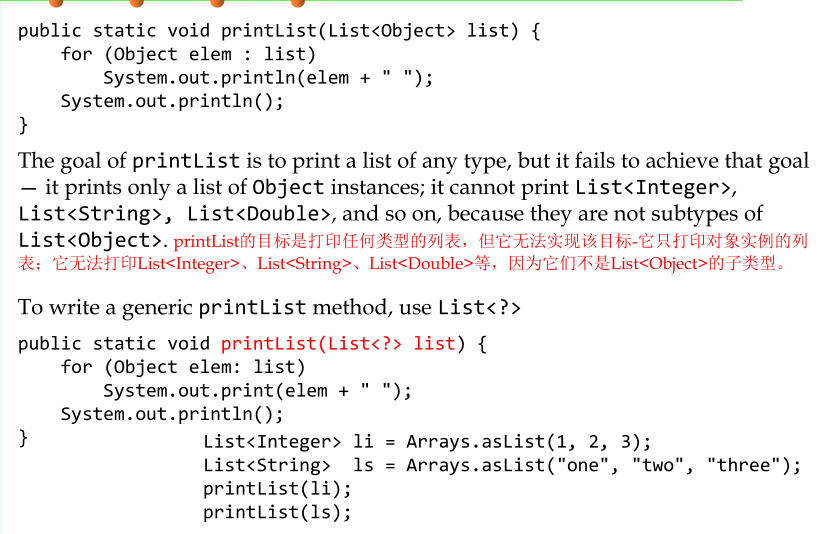 public static void printList(List<Object> list) {
    for (Object elem : list)
        System.out.println(elem + " ");
    System.out.println();
}
The goal of printList is to print a list of any type, but it fails to achieve that goal
— it prints only a list of Object instances; it cannot print List<Integer>,
List<String>, List<Double>, and so on, because they are not subtypes of
List<Object>. printList的目标是打印任何类型的列表，但它无法实现该目标-它只打印对象实例的列
表；它无法打印List<Integer>、List<String>、List<Double>等，因为它们不是List<Object>的子类型。
To write a generic printList method, use List<?>
public static void printList(List<?> list) {
    for (Object elem: list)
        System.out.print(elem + " ");
    System.out.println();
}
List<Integer> li = Arrays.asList(1, 2, 3);
List<String>  ls = Arrays.asList("one", "two", "three");
printList(li);
printList(ls);